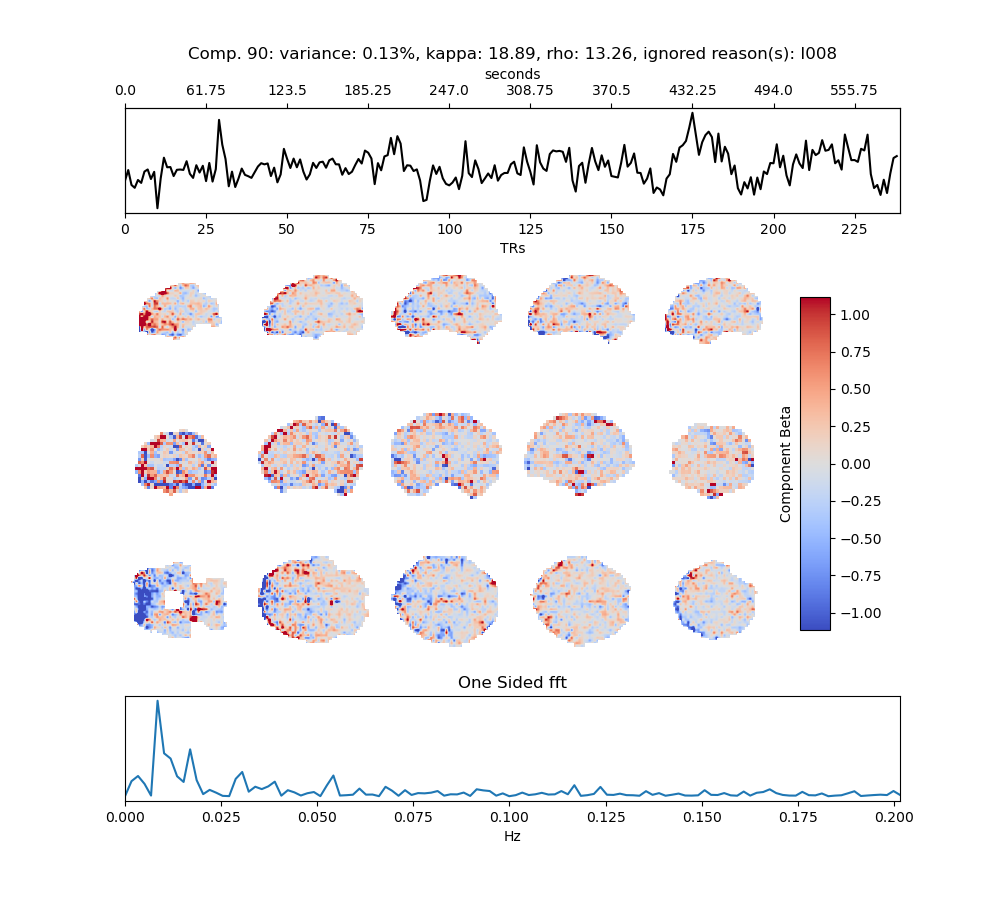 Comp. 90: variance: 0.13%, kappa: 18.89, rho: 13.26, ignored reason(s): I008
seconds
0.0 61.75 123.5 185.25 247.0 308.75 370.5 432.25 494.0 555.75
0 25 50 75 100 125 150 175 200 225
TRs
1.00
0.75
0.50
0.25
0.00
−0.25
−0.50
−0.75
−1.00
Component Beta
One Sided fft
0.000 0.025 0.050 0.075 0.100 0.125 0.150 0.175 0.200
Hz